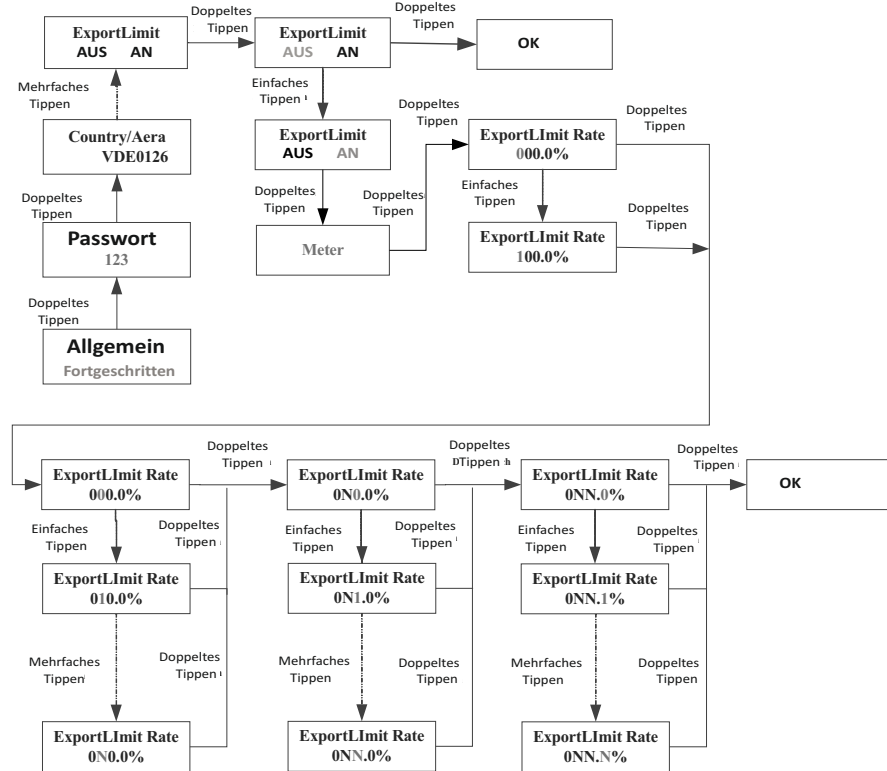 Doppeltes
Tippen
Doppeltes
Tippen
ExportLimit
AUS AN
ExportLimit
AUS AN
OK
Mehrfaches
Tippen
Einfaches
Tippen
Doppeltes
Tippen
Doppeltes
Tippen
Country/Aera
VDE0126
ExportLimit
AUS AN
ExportLImit Rate
000.0%
Doppeltes
Tippen
Doppeltes
Tippen
Doppeltes
Tippen
Einfaches
Tippen
Doppeltes
Tippen
Passwort
123
Meter
ExportLImit Rate
100.0%
Doppeltes
Tippen
Allgemein
Fortgeschritten
Doppeltes
Tippen
Doppeltes
Tippen
Doppeltes
Tippen
ExportLImit Rate
000.0%
ExportLImit Rate
0N0.0%
ExportLImit Rate
0NN.0%
OK
Einfaches
Tippen
Doppeltes
Tippen
Einfaches
Tippen
Doppeltes
Tippen
Einfaches
Tippen
Doppeltes
Tippen
ExportLImit Rate
010.0%
ExportLImit Rate
0N1.0%
ExportLImit Rate
0NN.1%
Mehrfaches
Tippen
Doppeltes
Tippen
Mehrfaches
Tippen
Doppeltes
Tippen
Mehrfaches
Tippen
Doppeltes
Tippen
ExportLImit Rate
0N0.0%
ExportLImit Rate
0NN.0%
ExportLImit Rate
0NN.N%